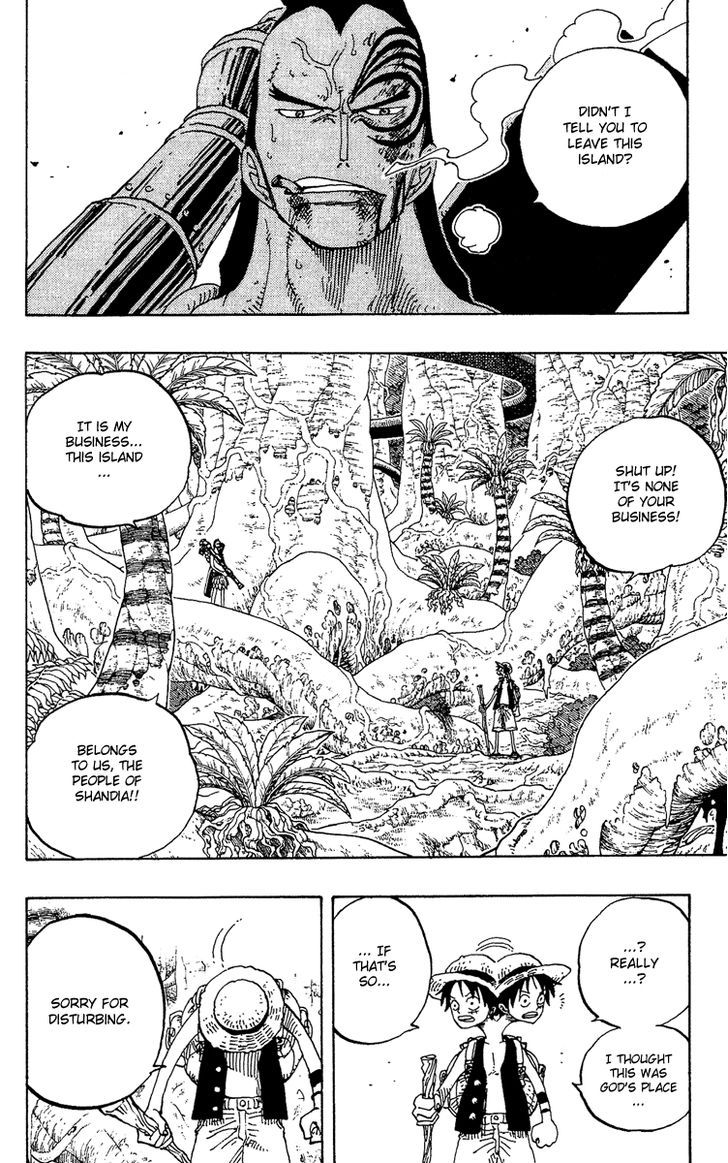 DIDN'T I
TELL YOU TO
LEAVE THIS
ISLAND?
SHUT UP!
IT'S NONE
OF YOUR
BUSINESS!
IT IS MY
BUSINESS...
THIS ISLAND
...
BELONGS
TO US, THE
PEOPLE OF
SHANDIA!!
...?
REALLY
...?
I THOUGHT
THIS WAS
GOD'S PLACE
...
... IF
THAT'S
SO...
SORRY FOR
DISTURBING.